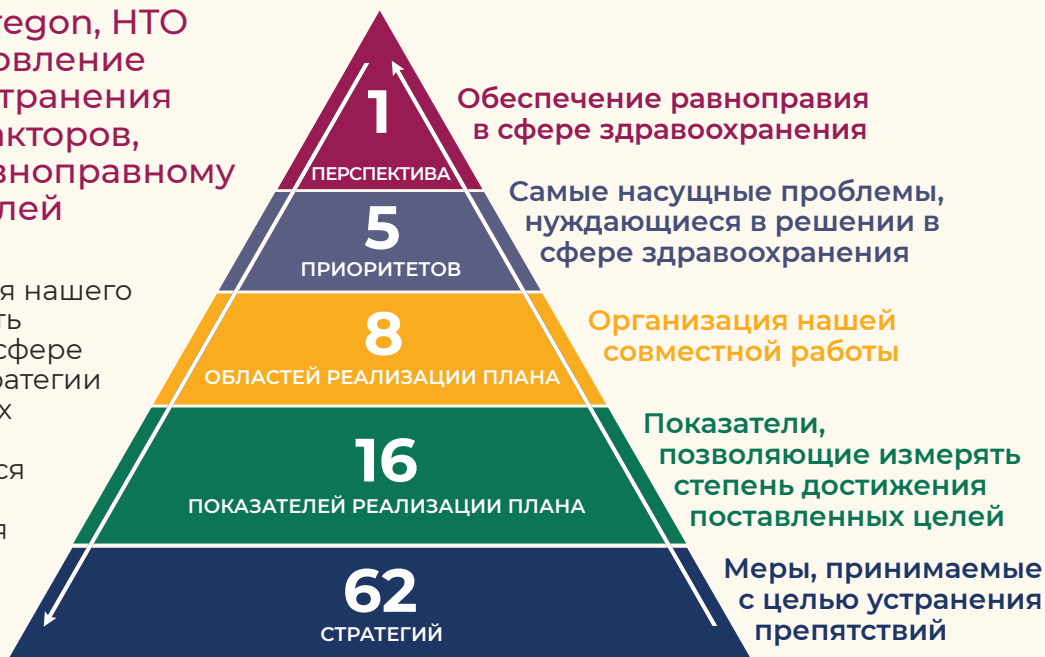 regon, HTO
овление
транения
акторов,
вноправному
лей
я нашего
ть
сфере
ратегии
х
ся
я
1
ПЕРСПЕКТИВА
Обеспечение равноправия
в сфере здравоохранения
5
ПРИОРИТЕТОВ
Самые насущные проблемы,
нуждающиеся в решении в
сфере здравоохранения
8
ОБЛАСТЕЙ РЕАЛИЗАЦИИ ПЛАНА
Организация нашей
совместной работы
16
ПОКАЗАТЕЛЕЙ РЕАЛИЗАЦИИ ПЛАНА
Показатели,
позволяющие измерять
степень достижения
поставленных целей
62
СТРАТЕГИЙ
Меры, принимаемые
с целью устранения
препятствий